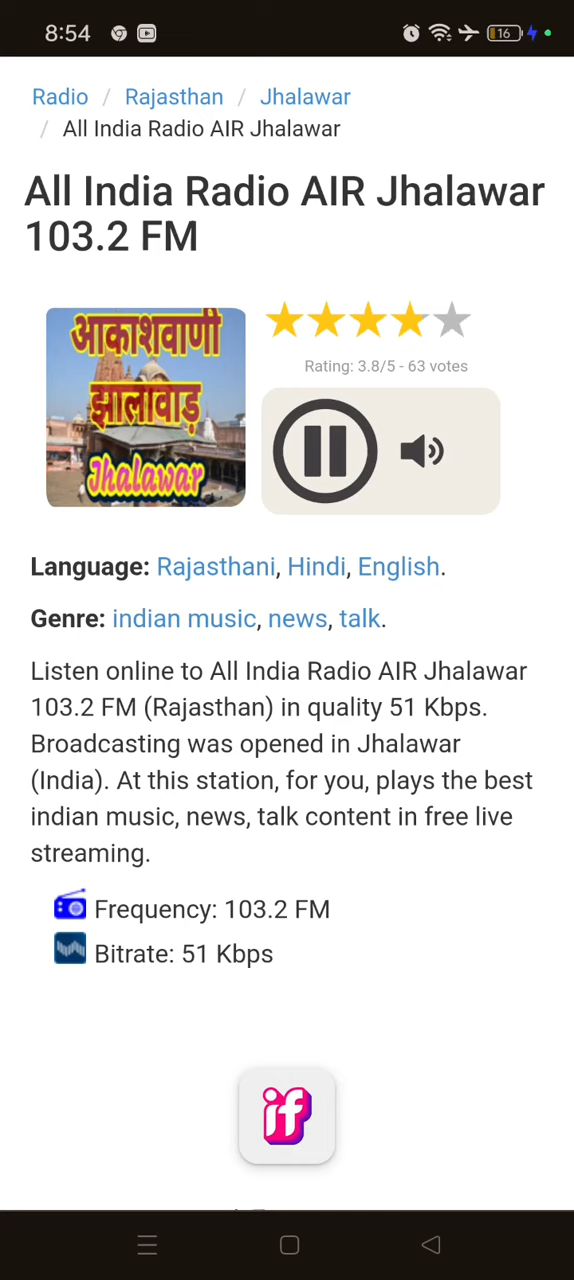 8:54
16
Radio / Rajasthan / Jhalawar
/ All India Radio AIR Jhalawar
All India Radio AIR Jhalawar
103.2 FM
आकाशवाणी
झालावाड़
Jhalawar
Rating: 3.8/5 - 63 votes
Language: Rajasthani, Hindi, English.
Genre: indian music, news, talk.
Listen online to All India Radio AIR Jhalawar
103.2 FM (Rajasthan) in quality 51 Kbps.
Broadcasting was opened in Jhalawar
(India). At this station, for you, plays the best
indian music, news, talk content in free live
streaming.
Frequency: 103.2 FM
Bitrate: 51 Kbps
if